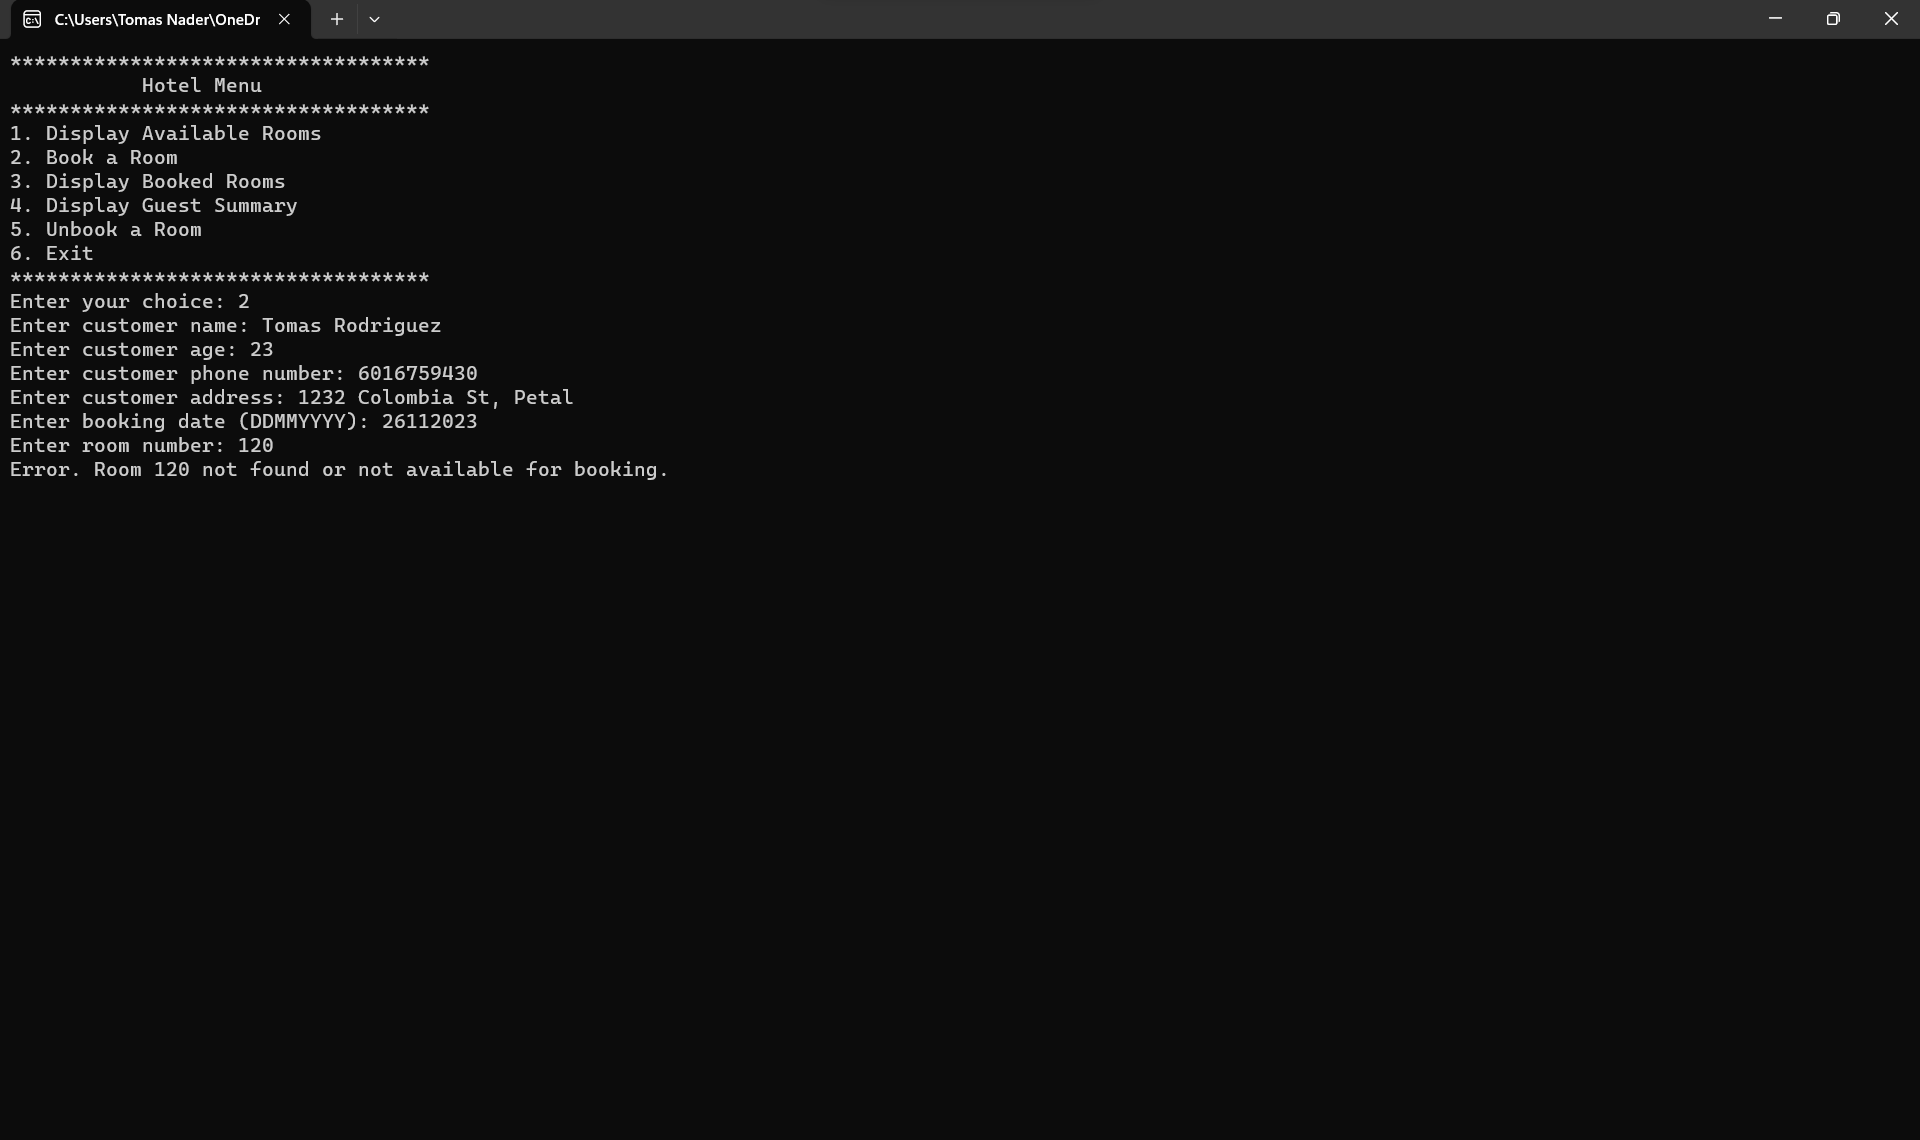 C:\Users\Tomas Nader\OneDr
***********************************
Hotel Menu
***********************************
1. Display Available Rooms
2. Book a Room
3. Display Booked Rooms
4. Display Guest Summary
5. Unbook a Room
6. Exit
***********************************
Enter your choice: 2
Enter customer name: Tomas Rodriguez
Enter customer age: 23
Enter customer phone number: 6016759430
Enter customer address: 1232 Colombia St, Petal
Enter booking date (DDMMYYYY): 26112023
Enter room number: 120
Error. Room 120 not found or not available for booking.